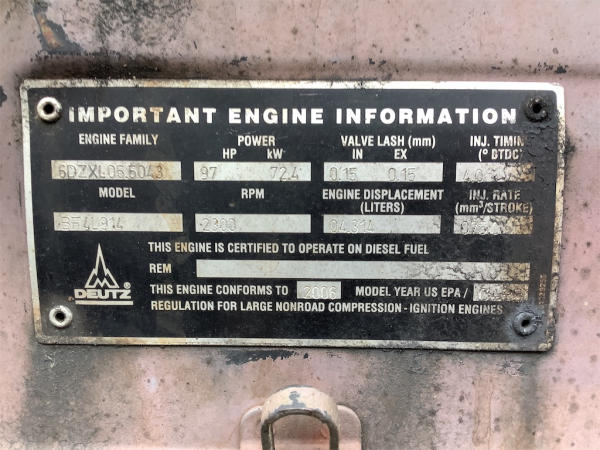 IMPORTANT ENGINE INFORMATION
ENGINE FAMILY POWER VALVE LASH (mm) INJ. TIMIN
HP kW IN EX (° BTDC)
6DZXL06.5043 97 72.4 0.15 0.15
MODEL RPM ENGINE DISPLACEMENT INJ. RATE
(LITERS) (mm³/STROKE)
BF4L914 2300 04.314
THIS ENGINE IS CERTIFIED TO OPERATE ON DIESEL FUEL
REM
DEUTZ
THIS ENGINE CONFORMS TO 2006 MODEL YEAR US EPA /
REGULATION FOR LARGE NONROAD COMPRESSION - IGNITION ENGINES